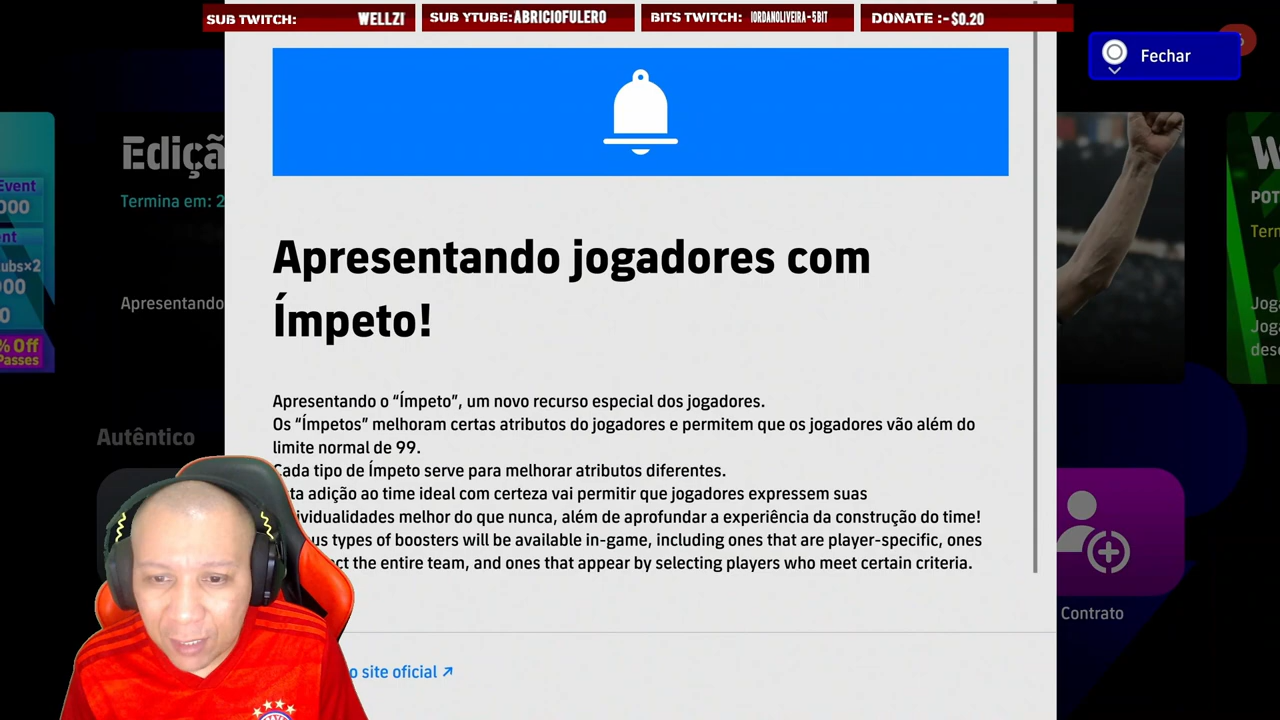 SUB TWITCH: WELLZI
SUB YTUBE: ABRICIOFULERO
BITS TWITCH: IORDANOLIVEIRA - 5BIT
DONATE : - $0.20
Fechar
Event
000
ubs×2
000
0
% Off
Passes
Ediçã
Termina em: 2
Apresentando
Autêntico
Apresentando jogadores com
Ímpeto!
Apresentando o “Ímpeto”, um novo recurso especial dos jogadores.
Os “Ímpetos” melhoram certas atributos do jogadores e permitem que os jogadores vão além do
limite normal de 99.
Cada tipo de Ímpeto serve para melhorar atributos diferentes.
ta adição ao time ideal com certeza vai permitir que jogadores expressem suas
ividualidades melhor do que nunca, além de aprofundar a experiência da construção do time!
us types of boosters will be available in-game, including ones that are player-specific, ones
ct the entire team, and ones that appear by selecting players who meet certain criteria.
o site oficial
W
POT
Term
Joga
Joga
desc
Contrato